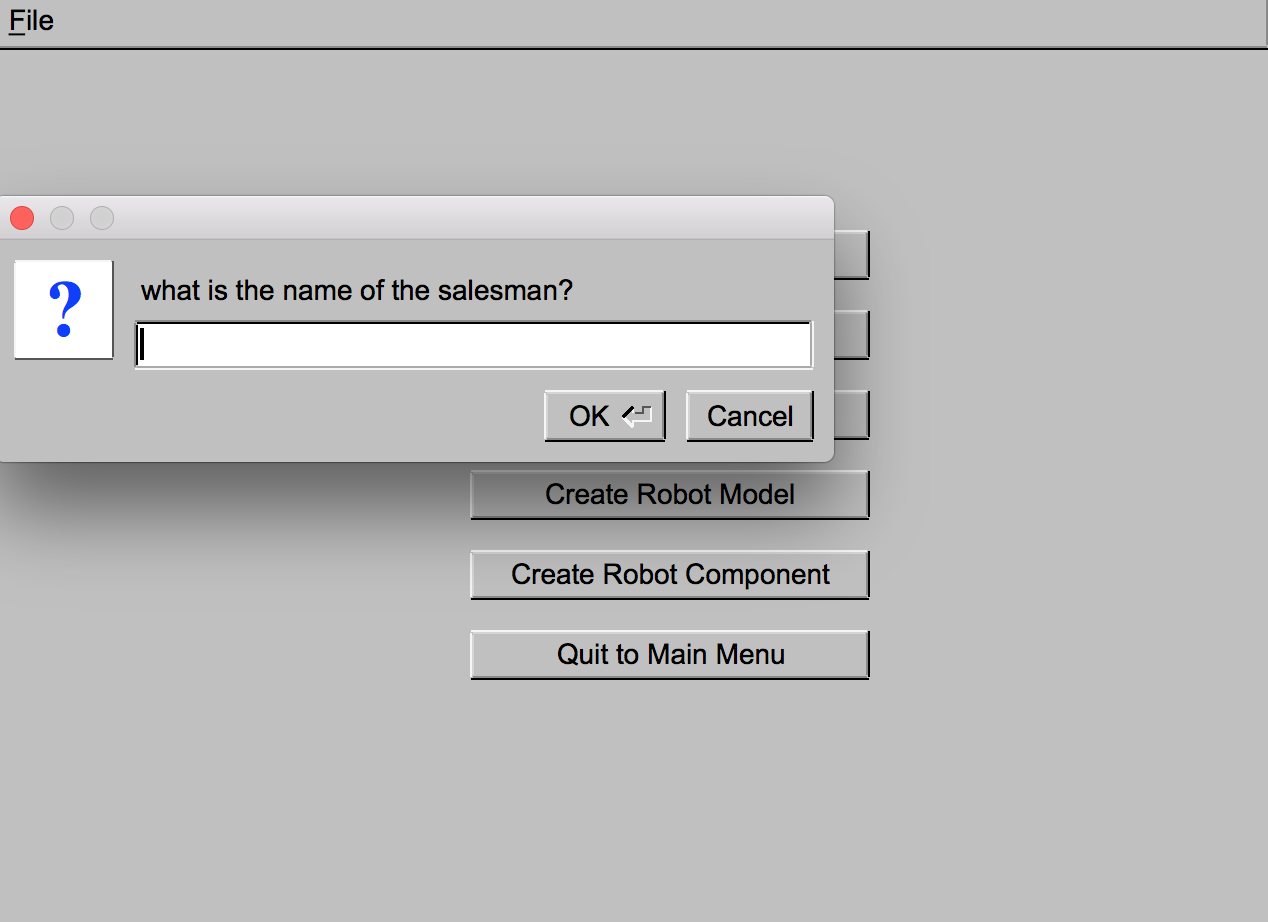 File
?
what is the name of the salesman?
OK
Cancel
Create Robot Model
Create Robot Component
Quit to Main Menu